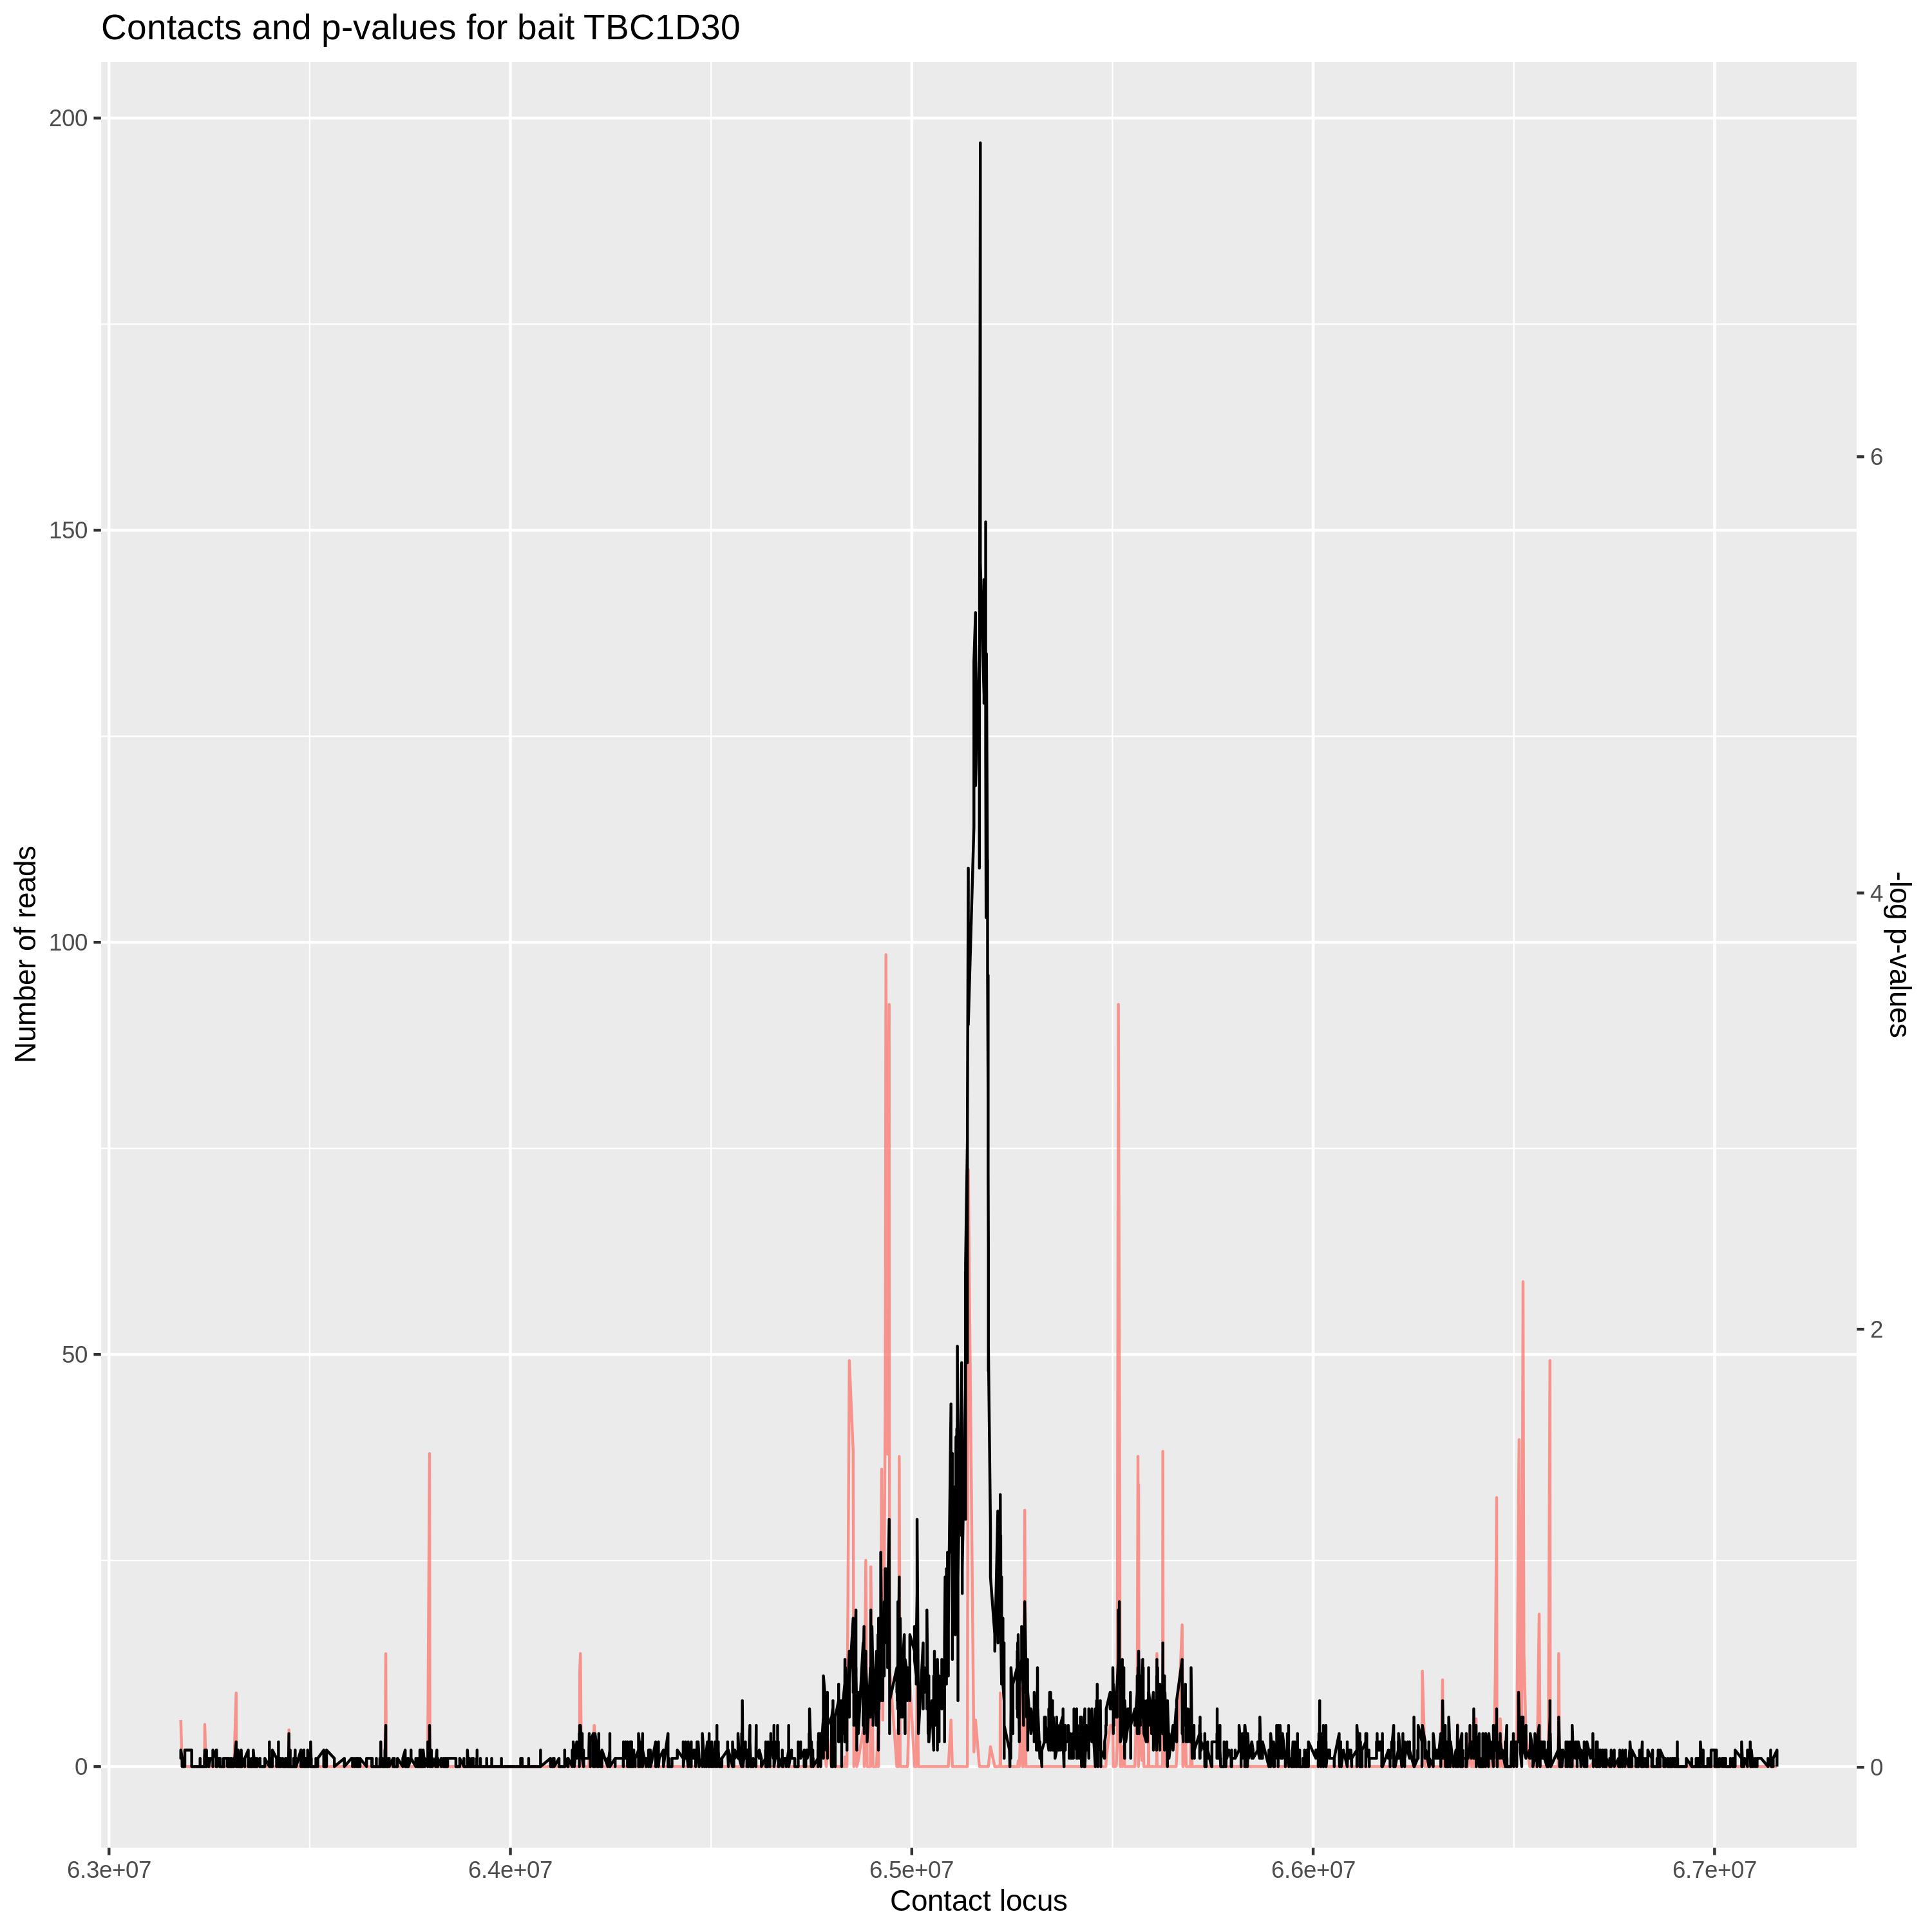 Contacts and p-values for bait TBC1D30
200
150
100
50
0
Number of reads
6
4
2
0
-log p-values
6.3e+07
6.4e+07
6.5e+07
6.6e+07
6.7e+07
Contact locus